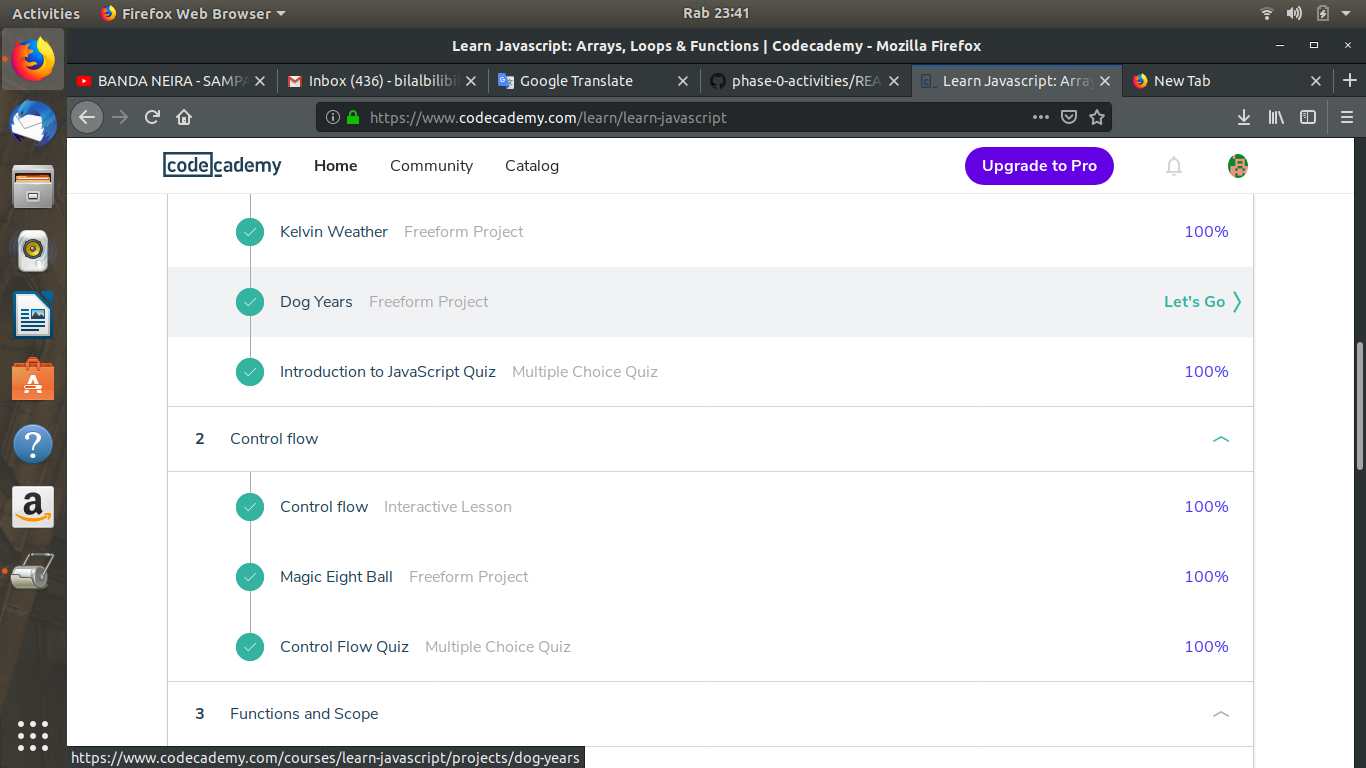 Activities Firefox Web Browser Rab 23:41
Learn Javascript: Arrays, Loops & Functions | Codecademy - Mozilla Firefox
BANDA NEIRA - SAMPA Inbox (436) - bilalbilibil Google Translate phase-0-activities/REA Learn Javascript: Arra New Tab
https://www.codecademy.com/learn/learn-javascript
codecademy Home Community Catalog Upgrade to Pro
Kelvin Weather Freeform Project 100%
Dog Years Freeform Project Let's Go
Introduction to JavaScript Quiz Multiple Choice Quiz 100%
2 Control flow
Control flow Interactive Lesson 100%
Magic Eight Ball Freeform Project 100%
Control Flow Quiz Multiple Choice Quiz 100%
3 Functions and Scope
https://www.codecademy.com/courses/learn-javascript/projects/dog-years